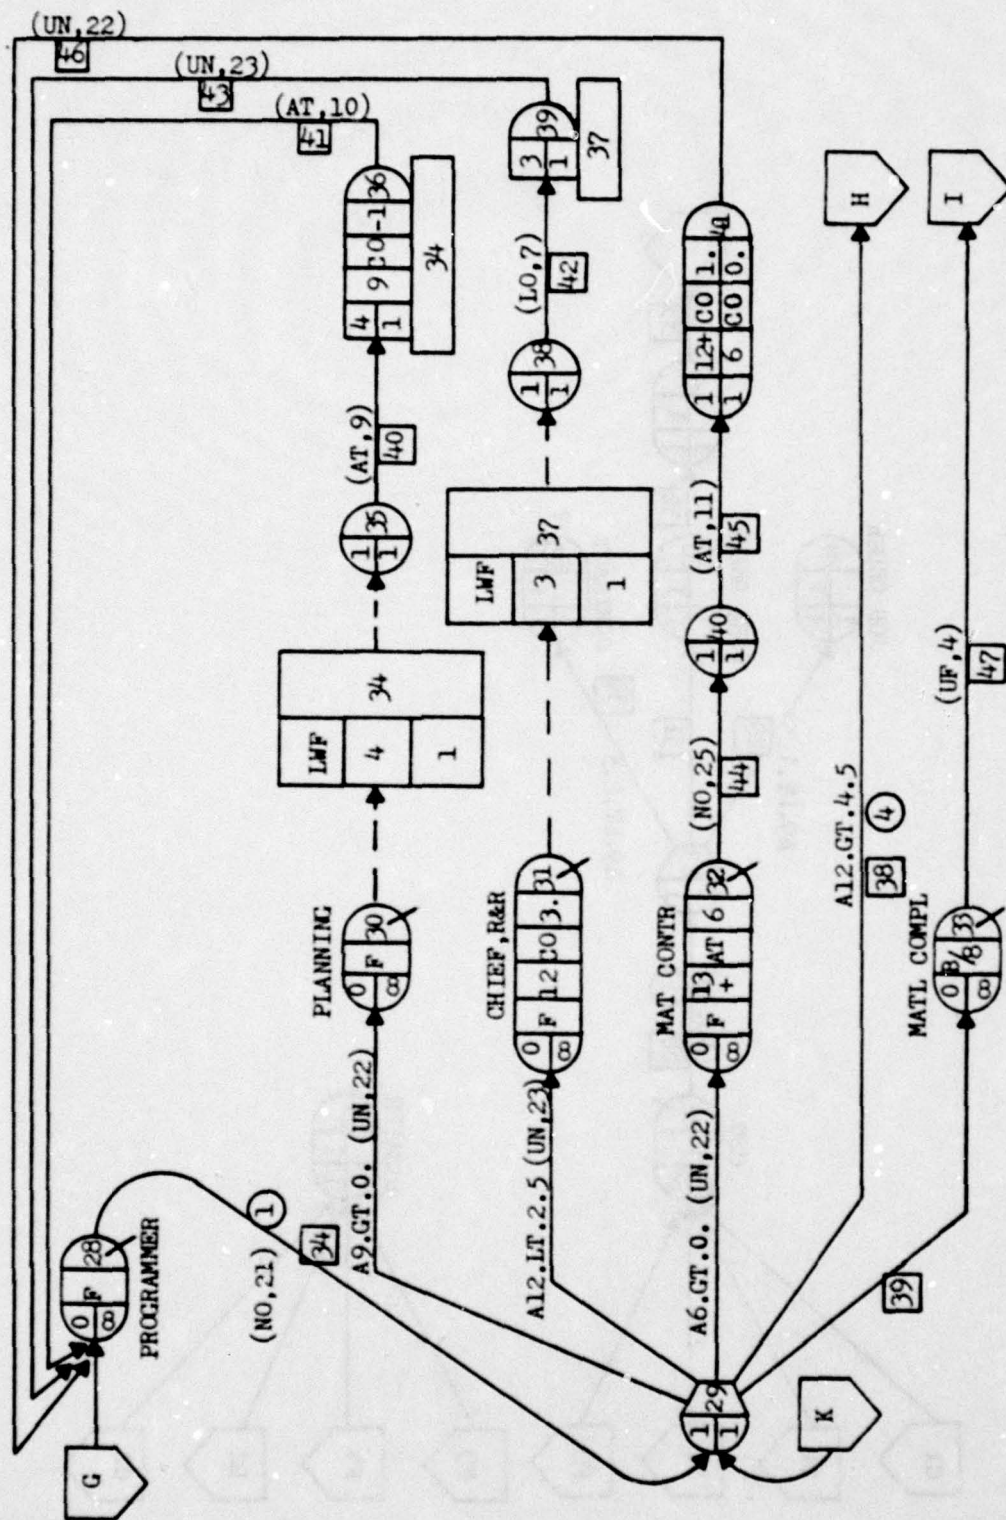 (UN,22)
46
(UN,23)
43
(AT,10)
41
G
0
∞
F
28
PROGRAMMER
(NO,21)
1
34
A9.GT.0. (UN,22)
PLANNING
0
∞
F
30
LWF
4
1
34
1
1
35
(AT,9)
40
4
1
9
CO
-1
36
34
A12.LT.2.5 (UN,23)
CHIEF,R&R
0
∞
F
12
CO
3.
31
LWF
3
1
37
1
1
38
(LO,7)
42
3
1
39
37
1
1
29
A6.GT.0. (UN,22)
MAT CONTR
0
∞
F
13
+
AT
6
32
(NO,25)
44
1
1
40
(AT,11)
45
1
1
12+
6
CO
CO
1.
0.
41
K
A12.GT.4.5
38
4
H
39
MATL COMPL
0
∞
B/8
33
(UF,4)
47
I